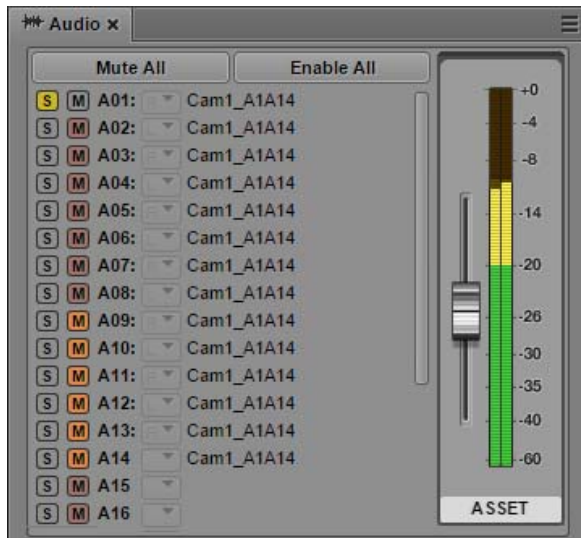 Audio x
Mute All Enable All
S M A01: Cam1_A1A14
S M A02: Cam1_A1A14
S M A03: Cam1_A1A14
S M A04: Cam1_A1A14
S M A05: Cam1_A1A14
S M A06: Cam1_A1A14
S M A07: Cam1_A1A14
S M A08: Cam1_A1A14
S M A09: Cam1_A1A14
S M A10: Cam1_A1A14
S M A11: Cam1_A1A14
S M A12: Cam1_A1A14
S M A13: Cam1_A1A14
S M A14 Cam1_A1A14
S M A15
S M A16
+0
-4
-8
-14
-20
-26
-30
-35
-40
-60
ASSET